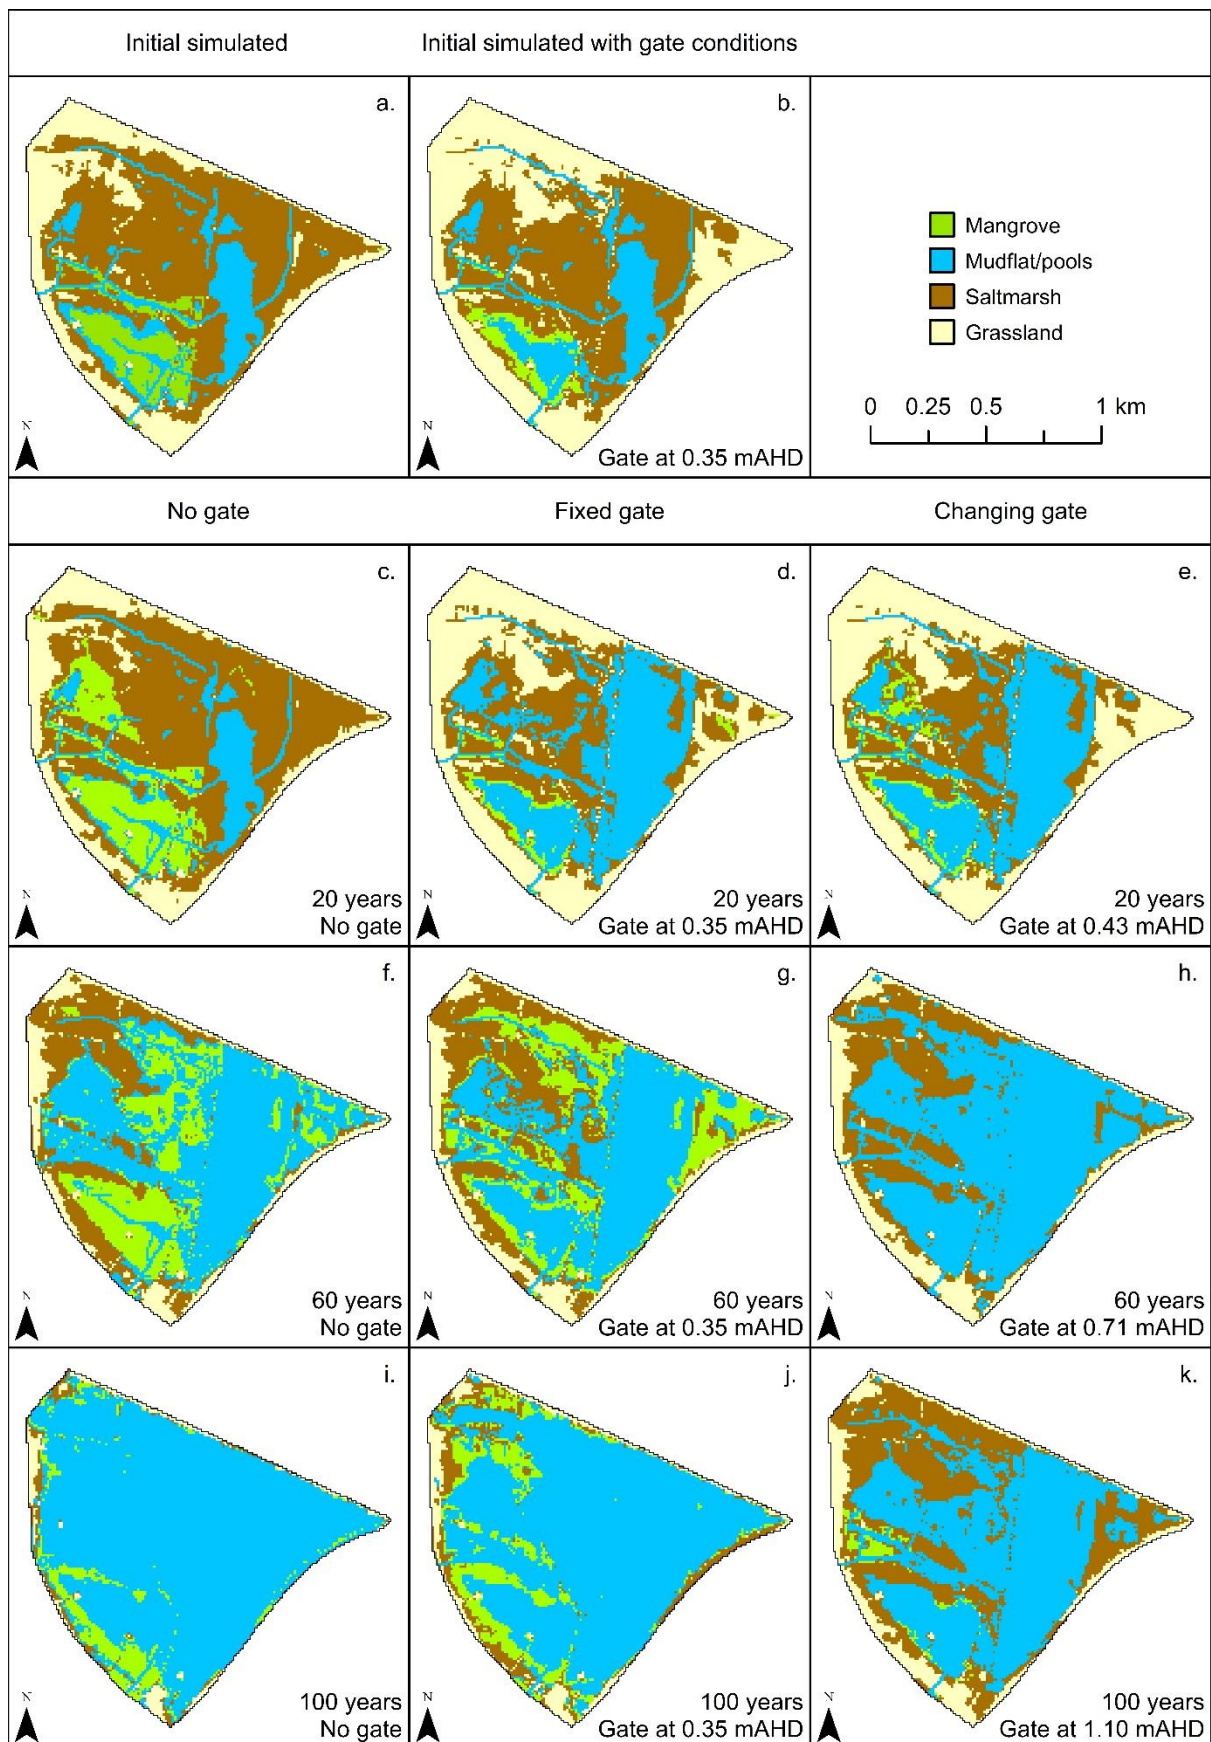 Initial simulated
Initial simulated with gate conditions
a.
N
b.
N
Gate at 0.35 mAHD
Mangrove
Mudflat/pools
Saltmarsh
Grassland
0 0.25 0.5 1 km
No gate
Fixed gate
Changing gate
c.
N
20 years
No gate
d.
N
20 years
Gate at 0.35 mAHD
e.
N
20 years
Gate at 0.43 mAHD
f.
N
60 years
No gate
g.
N
60 years
Gate at 0.35 mAHD
h.
N
60 years
Gate at 0.71 mAHD
i.
N
100 years
No gate
j.
N
100 years
Gate at 0.35 mAHD
k.
N
100 years
Gate at 1.10 mAHD